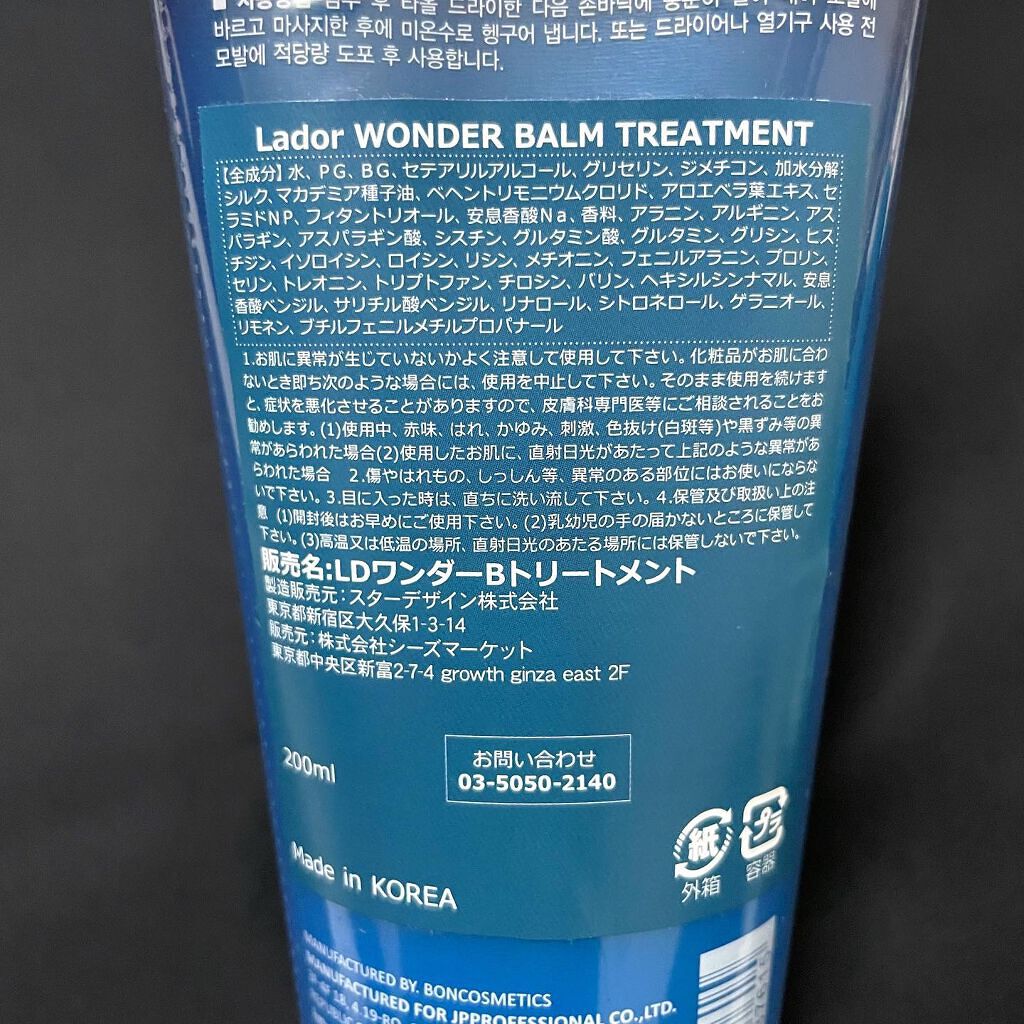 바르고 마사지한 후에 미온수로 헹구어 냅니다. 또는 드라이어나 열기구 사용 전
모발에 적당량 도포 후 사용합니다.
Lador WONDER BALM TREATMENT
【全成分】水、PG、BG、セテアリルアルコール、グリセリン、ジメチコン、加水分解
シルク、マカデミア種子油、ベヘントリモニウムクロリド、アロエベラ葉エキス、セ
ラミドNP、フィタントリオール、安息香酸Na、香料、アラニン、アルギニン、アス
パラギン、アスパラギン酸、シスチン、グルタミン酸、グルタミン、グリシン、ヒス
チジン、イソロイシン、ロイシン、リシン、メチオニン、フェニルアラニン、プロリン、
セリン、トレオニン、トリプトファン、チロシン、バリン、ヘキシルシンナマル、安息
香酸ベンジル、サリチル酸ベンジル、リナロール、シトロネロール、ゲラニオール、
リモネン、ブチルフェニルメチルプロパナール
1.お肌に異常が生じていないかよく注意して使用して下さい。化粧品がお肌に合わ
ないとき即ち次のような場合には、使用を中止して下さい。そのまま使用を続けます
と、症状を悪化させることがありますので、皮膚科専門医等にご相談されることをお
勧めします。(1)使用中、赤味、はれ、かゆみ、刺激、色抜け(白斑等)や黒ずみ等の異
常があらわれた場合(2)使用したお肌に、直射日光があたって上記のような異常があ
らわれた場合 2.傷やはれもの、しっしん等、異常のある部位にはお使いにならな
いで下さい。3.目に入った時は、直ちに洗い流して下さい。4.保管及び取扱い上の注
意 (1)開封後はお早めにご使用下さい。(2)乳幼児の手の届かないところに保管して
下さい。(3)高温又は低温の場所、直射日光のあたる場所には保管しないで下さい。
販売名:LDワンダーBトリートメント
製造販売元:スターデザイン株式会社
東京都新宿区大久保1-3-14
販売元:株式会社シーズマーケット
東京都中央区新富2-7-4 growth ginza east 2F
200ml
お問い合わせ
03-5050-2140
紙
プラ
外箱
容器
Made in KOREA
MANUFACTURED BY. BONCOSMETICS
MANUFACTURED FOR JPPROFESSIONAL CO.,LTD.